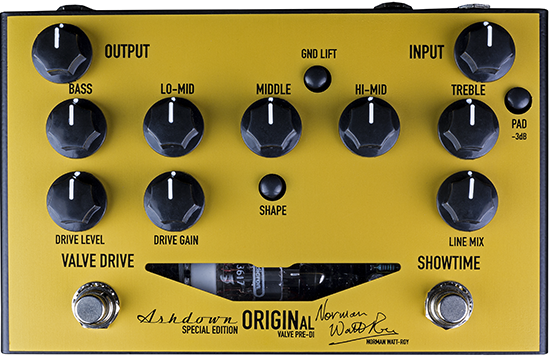 OUTPUT
GND LIFT
INPUT
BASS
LO-MID
MIDDLE
HI-MID
TREBLE
PAD
-3dB
DRIVE LEVEL
DRIVE GAIN
SHAPE
LINE MIX
VALVE DRIVE
SHOWTIME
3617
Ashdown
SPECIAL EDITION
ORIGINAL
VALVE PRE-DI
Norman
Watt-Roy
NORMAN WATT-ROY